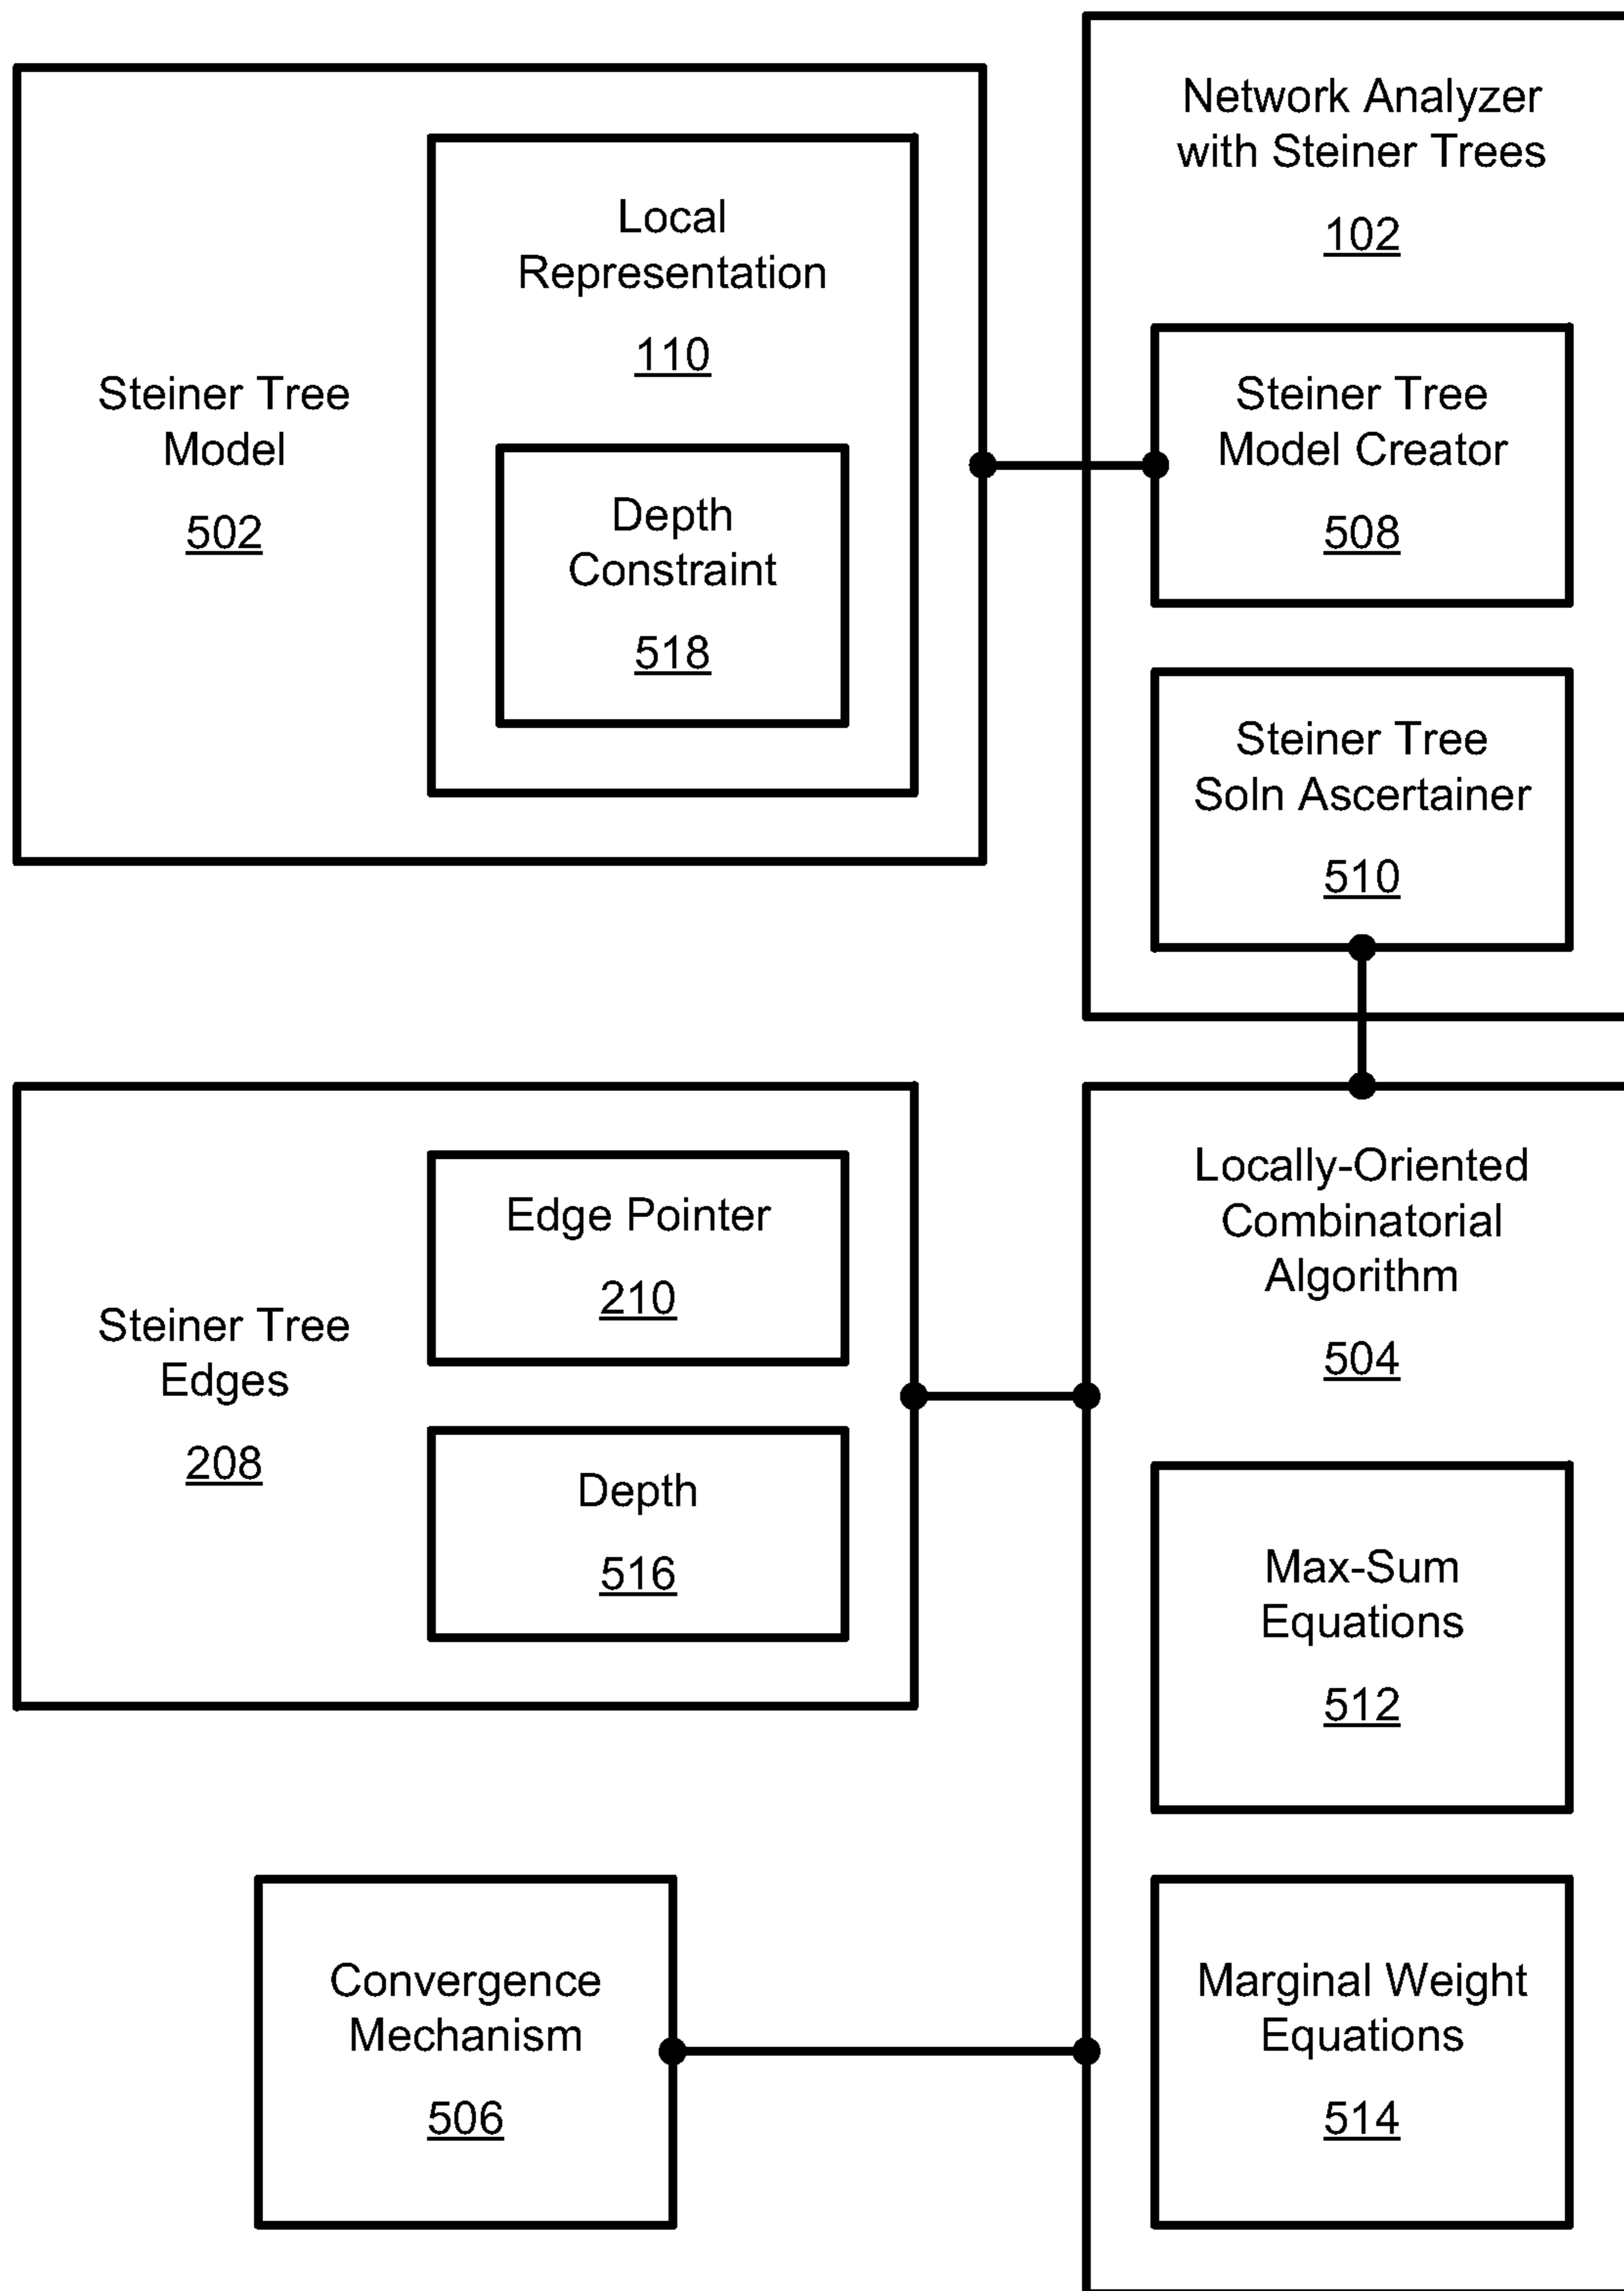 Network Analyzer
with Steiner Trees
102
Local
Representation
110
Steiner Tree
Model
502
Depth
Constraint
518
Steiner Tree
Model Creator
508
Steiner Tree
Soln Ascertainer
510
Steiner Tree
Edges
208
Edge Pointer
210
Depth
516
Locally-Oriented
Combinatorial
Algorithm
504
Max-Sum
Equations
512
Convergence
Mechanism
506
Marginal Weight
Equations
514